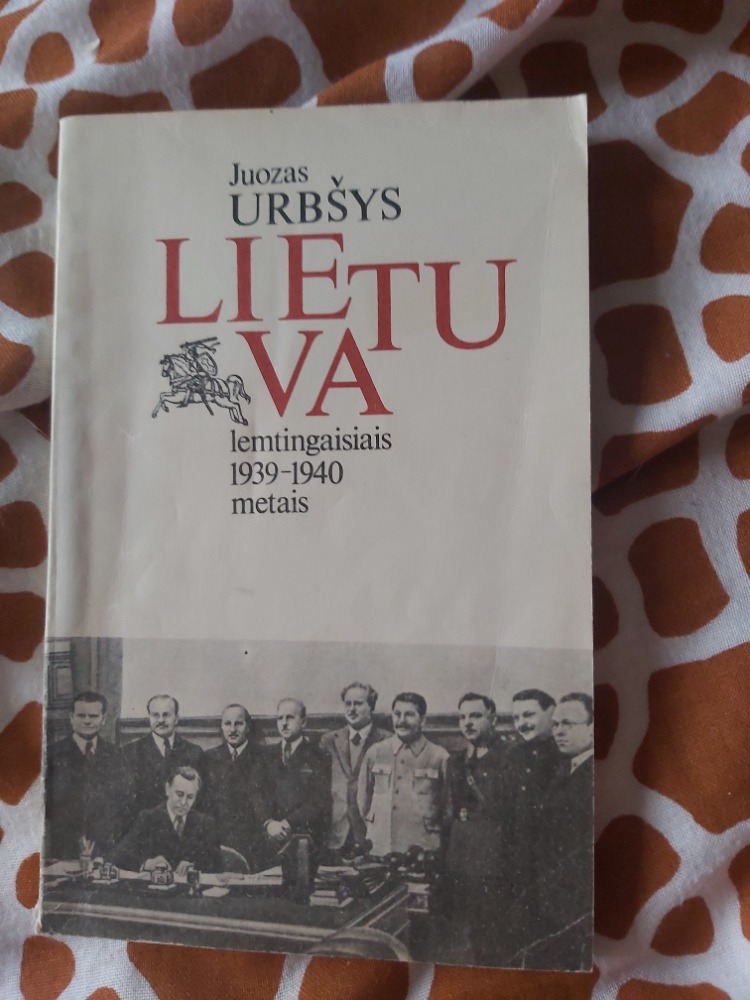 Juozas
URBŠYS
LIETU
VA
lemtingaisiais
1939-1940
metais